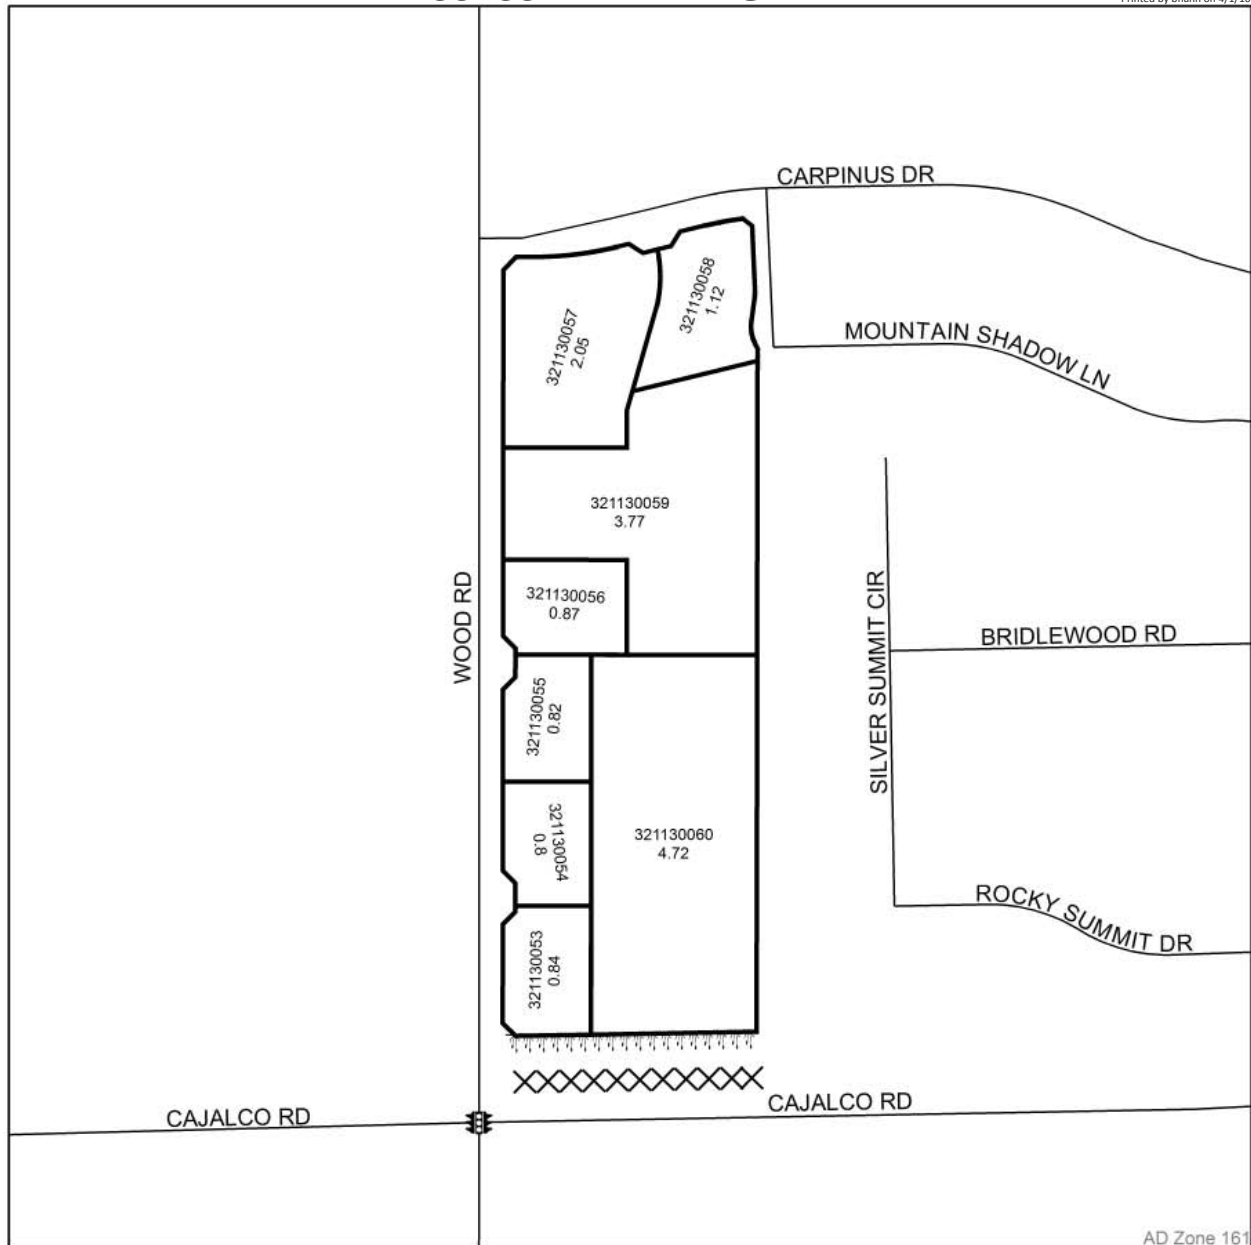 CARPINUS DR
321130058
1.12
321130057
2.05
MOUNTAIN SHADOW LN
321130059
3.77
WOOD RD
321130056
0.87
SILVER SUMMIT CIR
BRIDLEWOOD RD
321130055
0.82
321130054
0.8
321130060
4.72
ROCKY SUMMIT DR
321130053
0.84
CAJALCO RD
CAJALCO RD
AD Zone 161